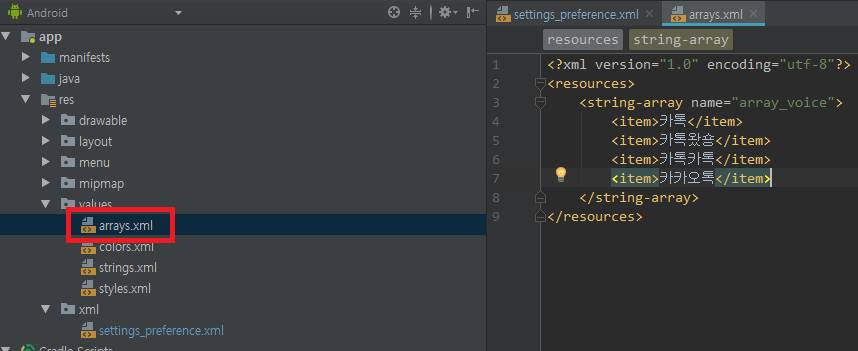 Android
app
manifests
java
res
drawable
layout
menu
mipmap
values
arrays.xml
colors.xml
strings.xml
styles.xml
xml
settings_preference.xml
Gradle Scripts
settings_preference.xml
arrays.xml
resources
string-array
1 <?xml version="1.0" encoding="utf-8"?>
2 <resources>
3 <string-array name="array_voice">
4 <item>카톡</item>
5 <item>카톡왔숑</item>
6 <item>카톡카톡</item>
7 <item>카카오톡</item>
8 </string-array>
9 </resources>